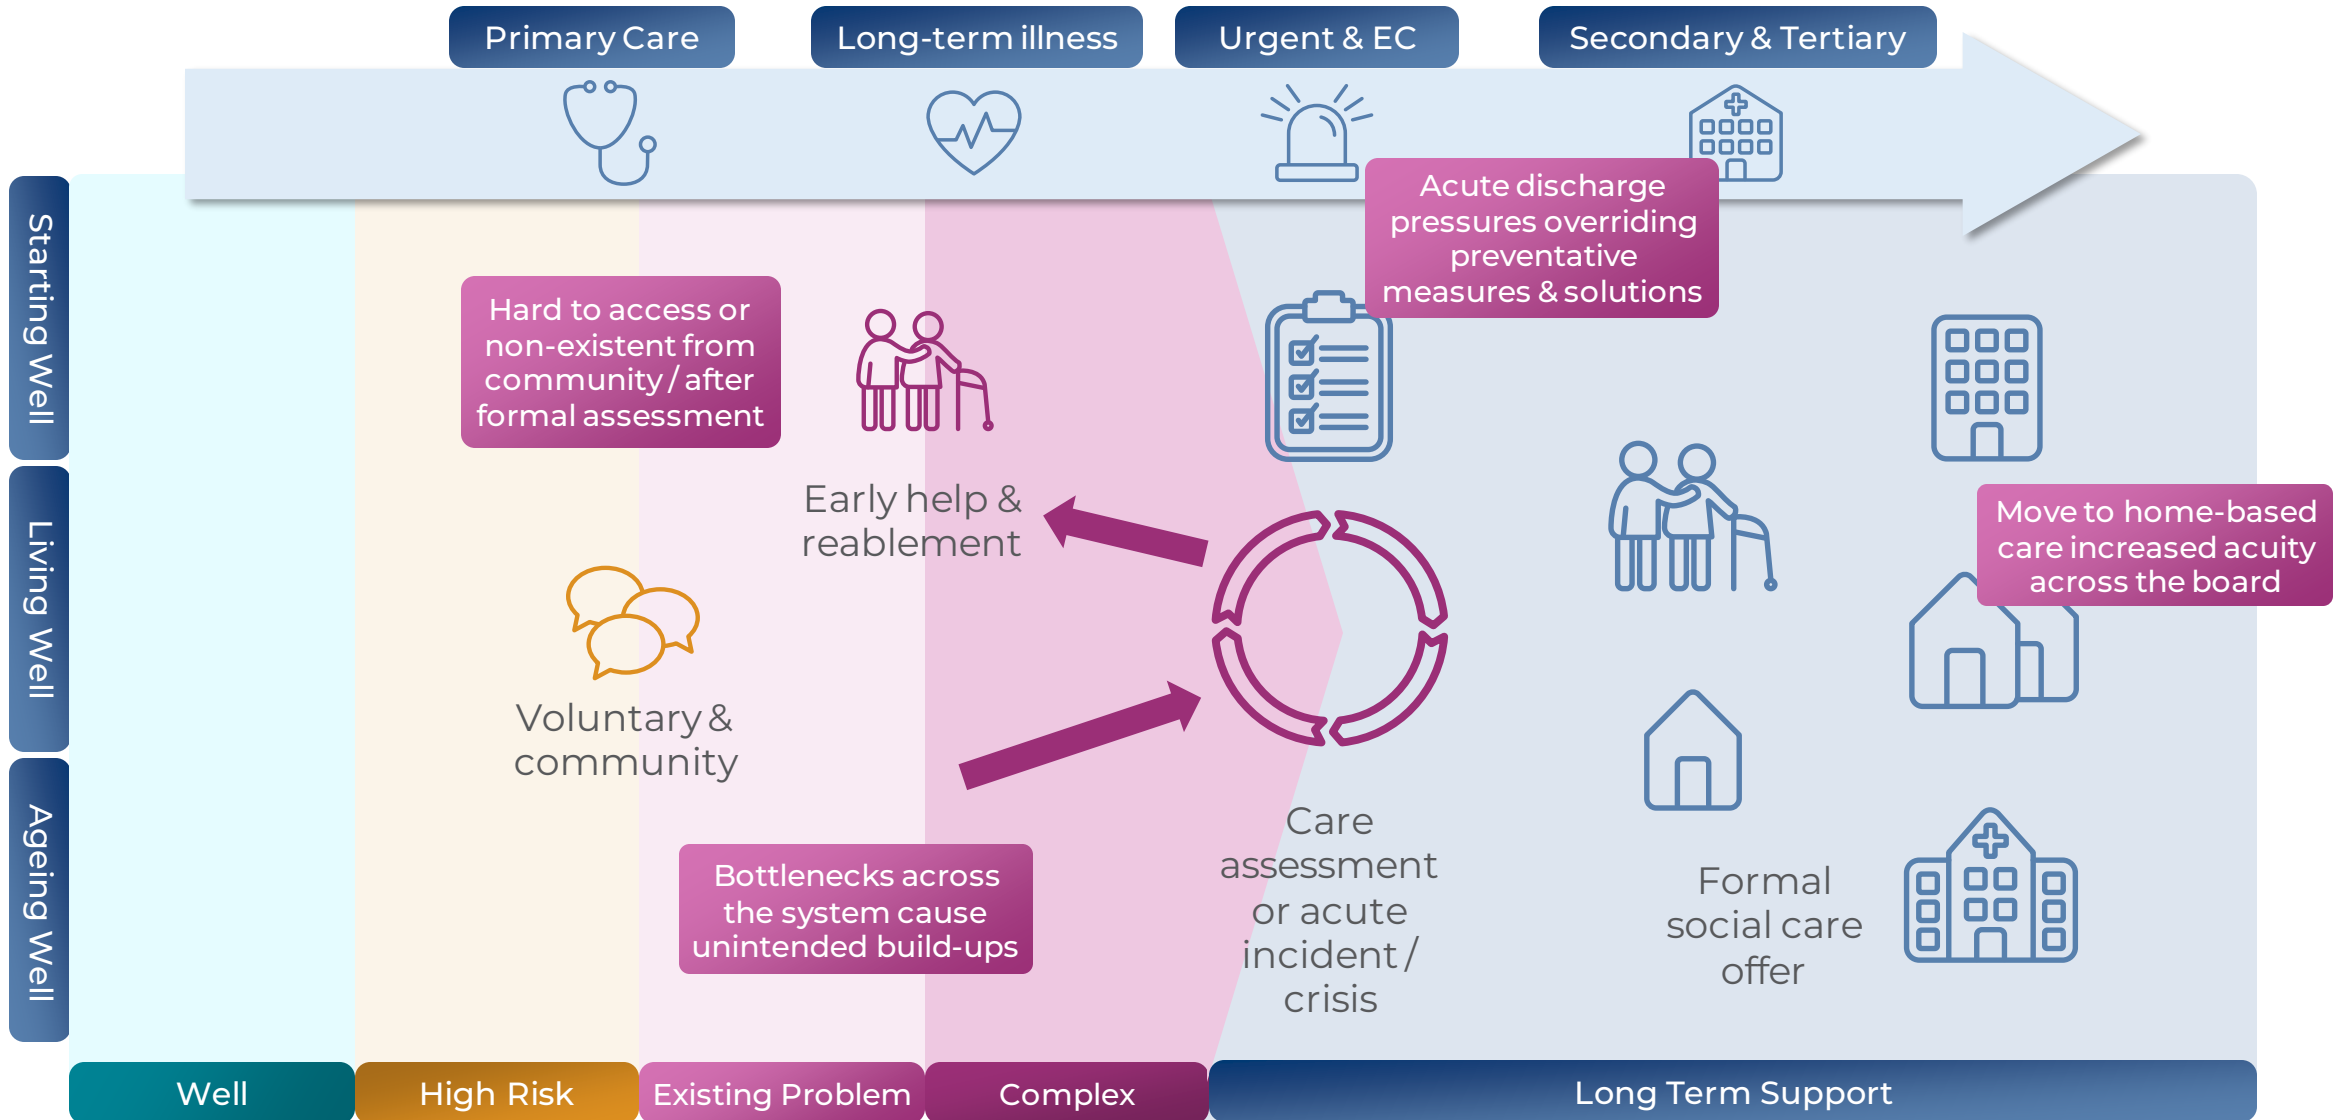 Primary Care
Long-term illness
Urgent & EC
Secondary & Tertiary
Starting Well
Living Well
Ageing Well
Acute discharge
pressures overriding
preventative
measures & solutions
Hard to access or
non-existent from
community / after
formal assessment
Early help &
reablement
Move to home-based
care increased acuity
across the board
Voluntary &
community
Bottlenecks across
the system cause
unintended build-ups
Care
assessment
or acute
incident /
crisis
Formal
social care
offer
Well
High Risk
Existing Problem
Complex
Long Term Support